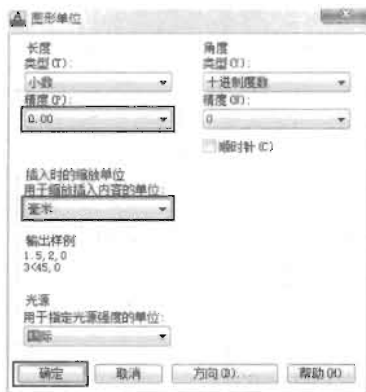 图形单位
长度
类型(T):
小数
精度(P):
0.00
角度
类型(Y):
十进制度数
精度(N):
0
顺时针(C)
插入时的缩放单位
用于缩放插入内容的单位:
毫米
输出样例
1.5,2,0
3<45,0
光源
用于指定光源强度的单位:
国际
确定 取消 方向(D)... 帮助(H)